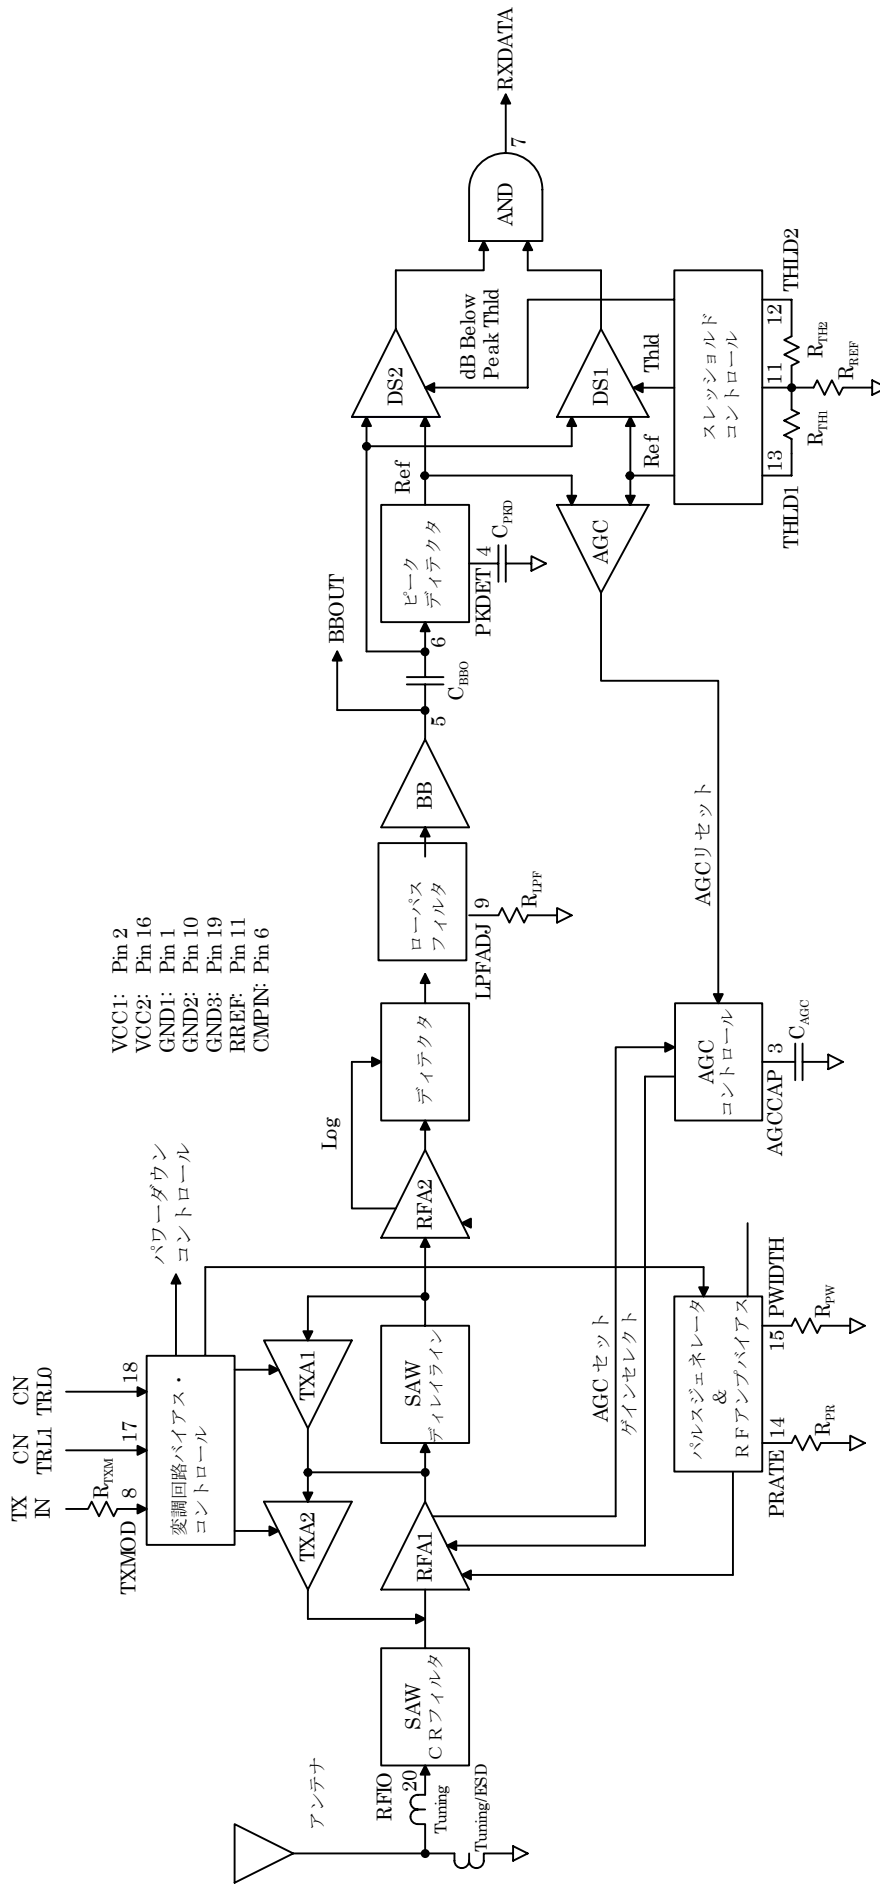 TX
IN
CN
TRL1
CN
TRL0
RTXM
TXMOD 8
17
18
変調回路バイアス・
コントロール
パワーダウン
コントロール
VCC1: Pin 2
VCC2: Pin 16
GND1: Pin 1
GND2: Pin 10
GND3: Pin 19
RREF: Pin 11
CMPIN: Pin 6
アンテナ
RFIO
20
Tuning
Tuning/ESD
SAW
ＣＲフィルタ
TXA2
TXA1
RFA1
SAW
ディレイライン
RFA2
Log
ディテクタ
ローパス
フィルタ
LPFADJ 9
RLPF
BB
5
BBOUT
CBBO
6
ピーク
ディテクタ
PKDET 4
CPKD
Ref
DS2
dB Below
Peak Thld
AND
7
RXDATA
AGC
Ref
DS1
Thld
スレッショルド
コントロール
THLD1
13
11
12
THLD2
RTH1
RTH2
RREF
AGC セット
ゲインセレクト
AGCリセット
AGC
コントロール
AGCCAP 3
CAGC
パルスジェネレータ
&
ＲＦアンプバイアス
PRATE 14
RPR
15 PWIDTH
RPW